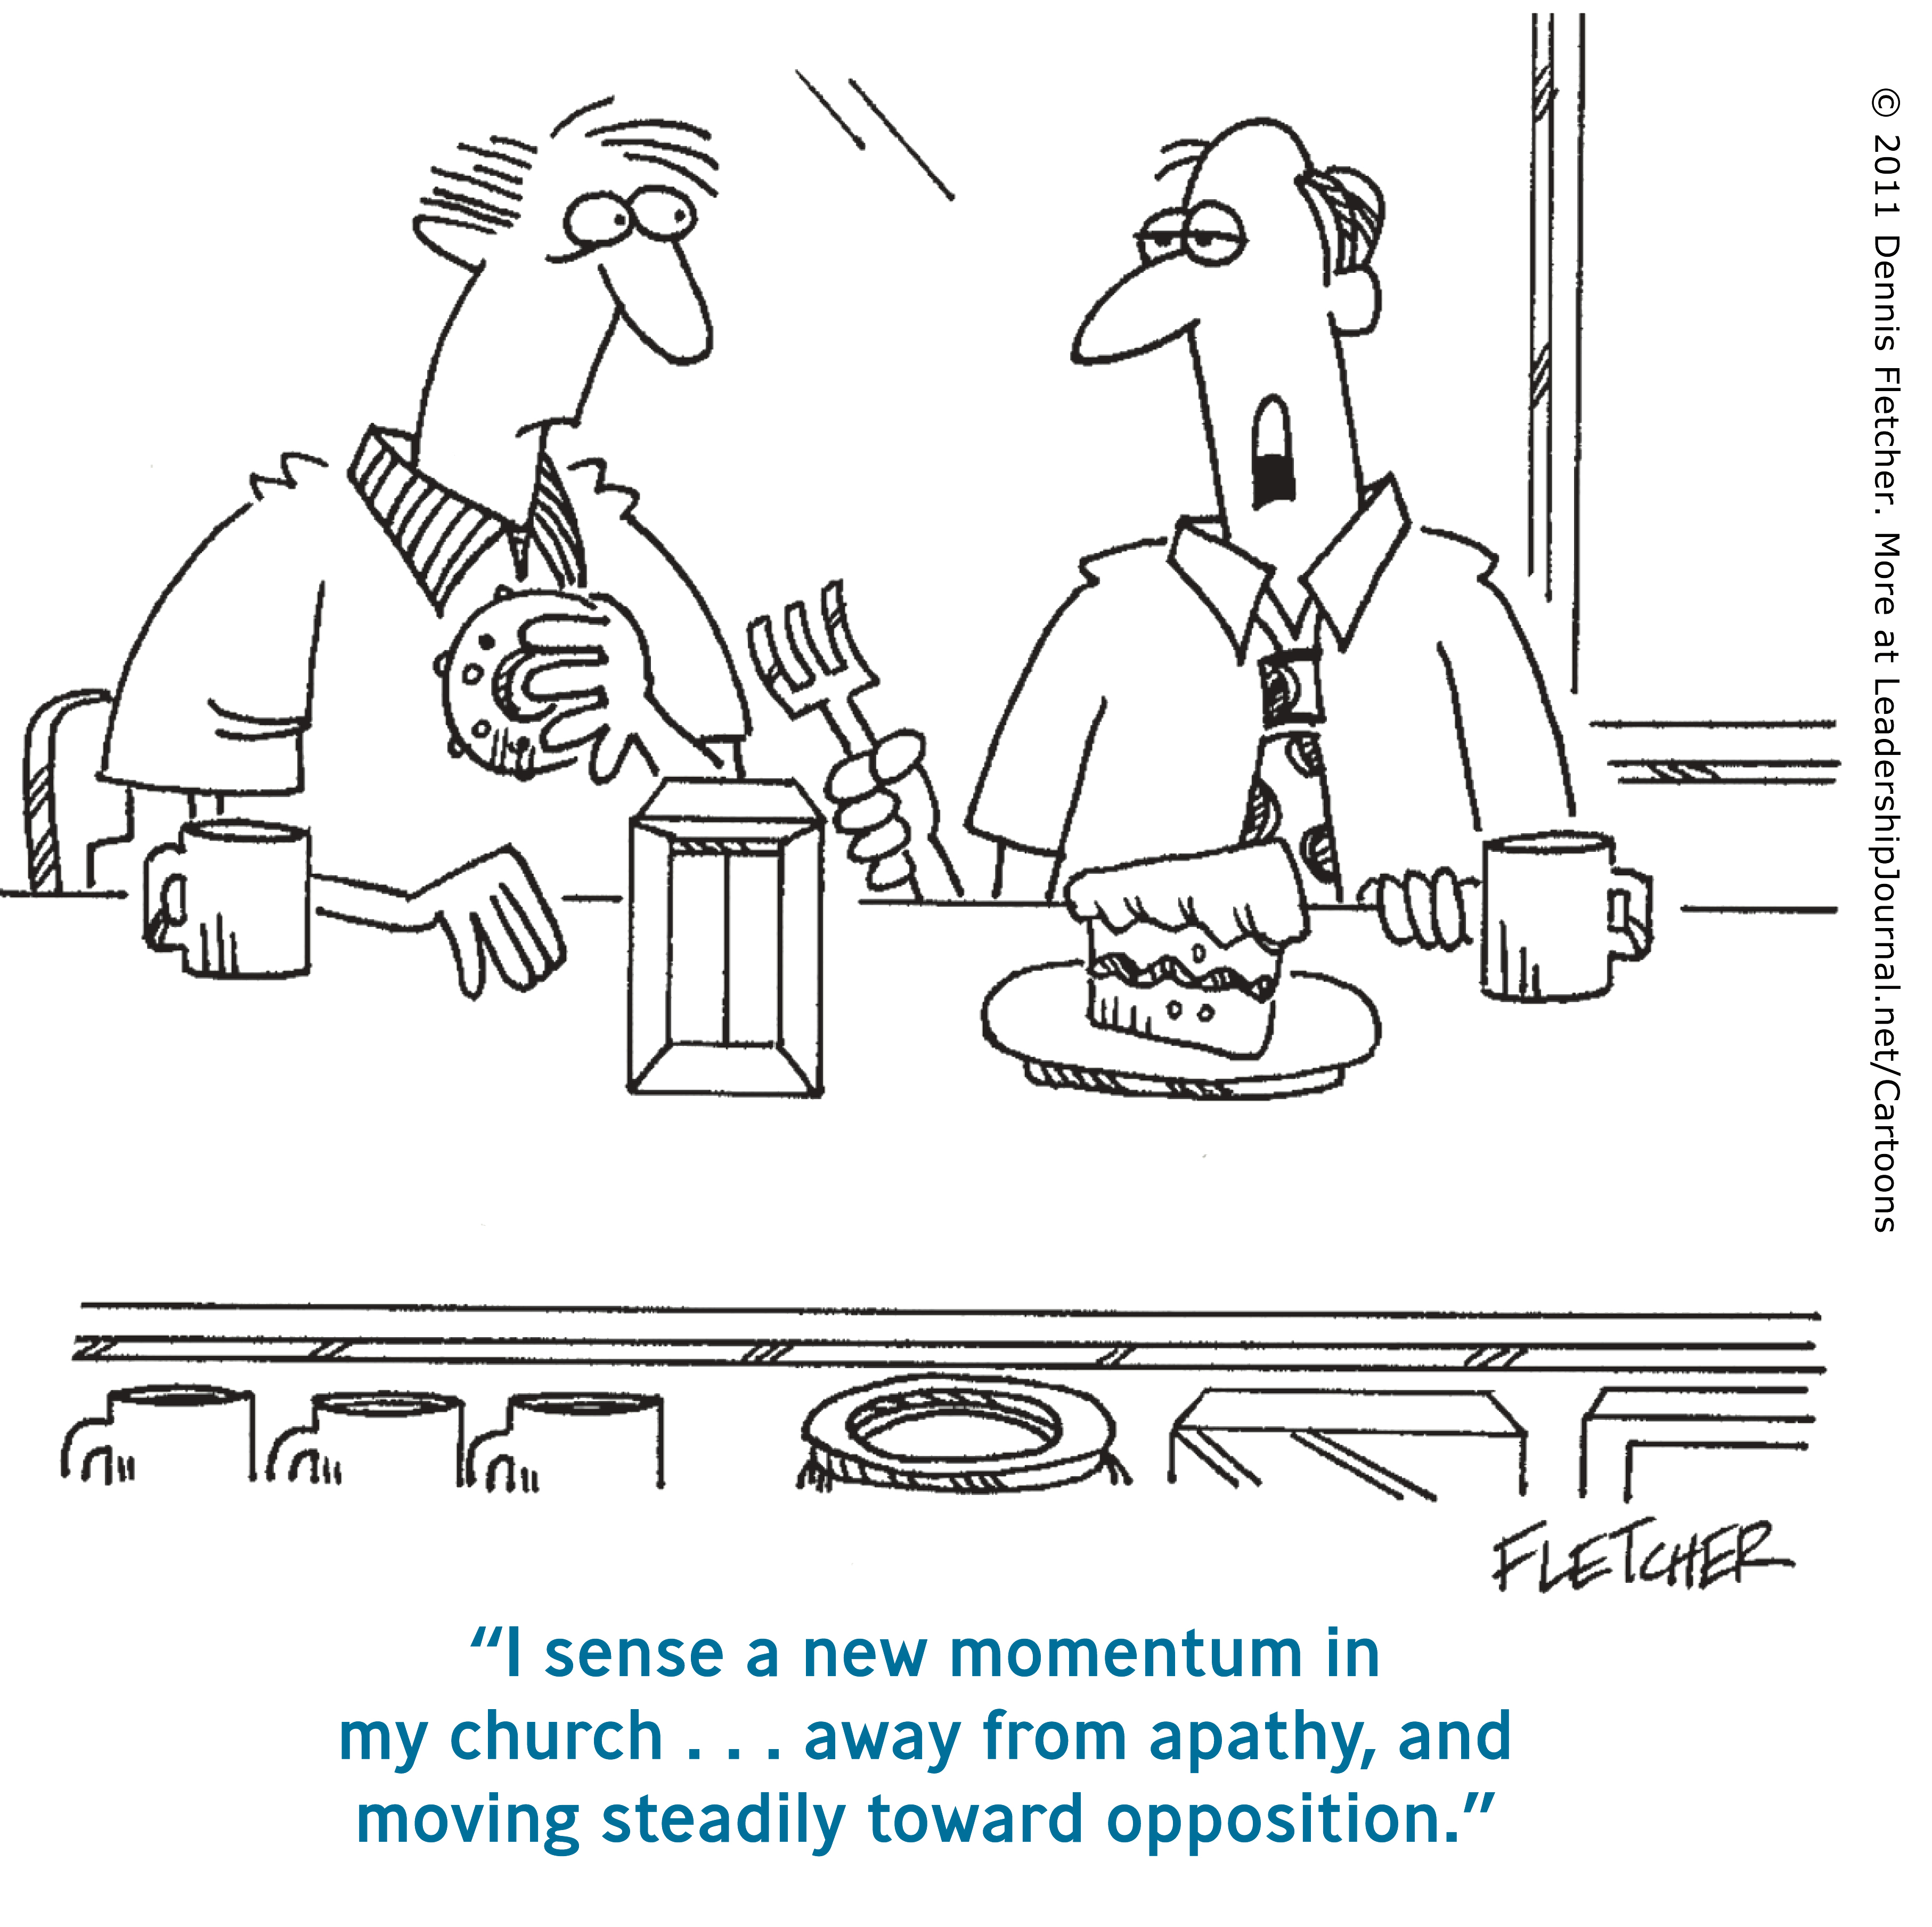 © 2011 Dennis Fletcher. More at LeadershipJournal.net/Cartoons
FLETCHER
“I sense a new momentum in
my church . . . away from apathy, and
moving steadily toward opposition.”